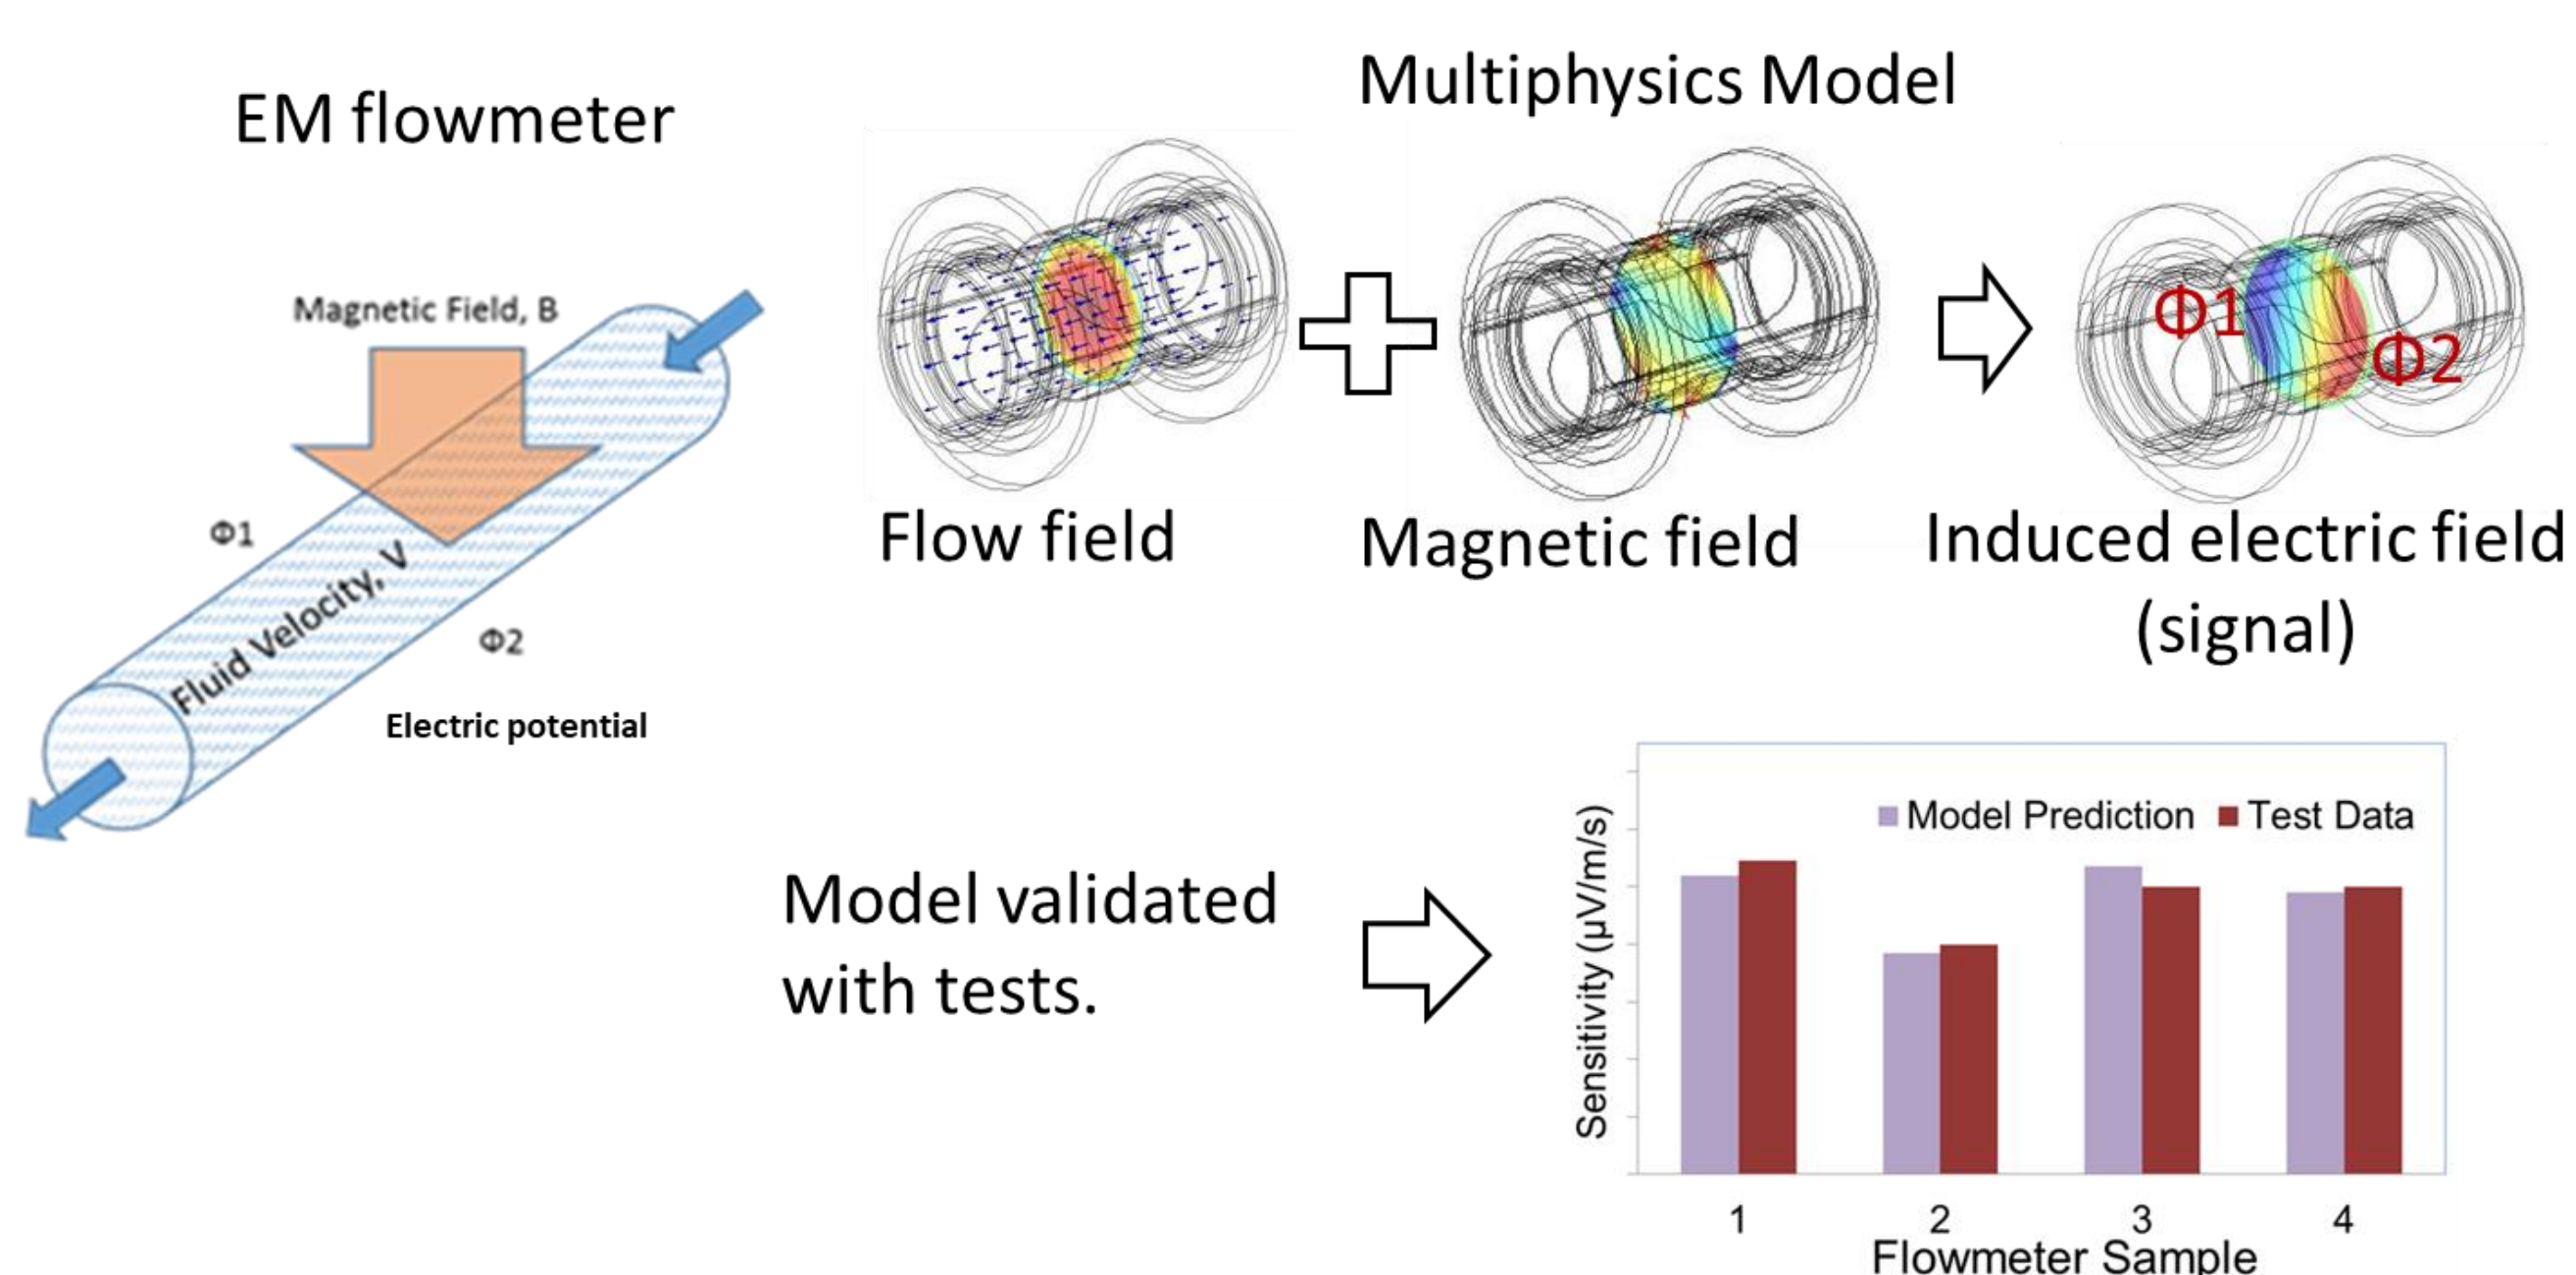 EM flowmeter
Magnetic Field, B
Φ1
Fluid Velocity, V
Φ2
Electric potential
Multiphysics Model
Φ1
Φ2
Flow field
Magnetic field
Induced electric field
(signal)
Model validated
with tests.
Model Prediction
Test Data
Sensitivity (µV/m/s)
1
2
3
4
Flowmeter Sample